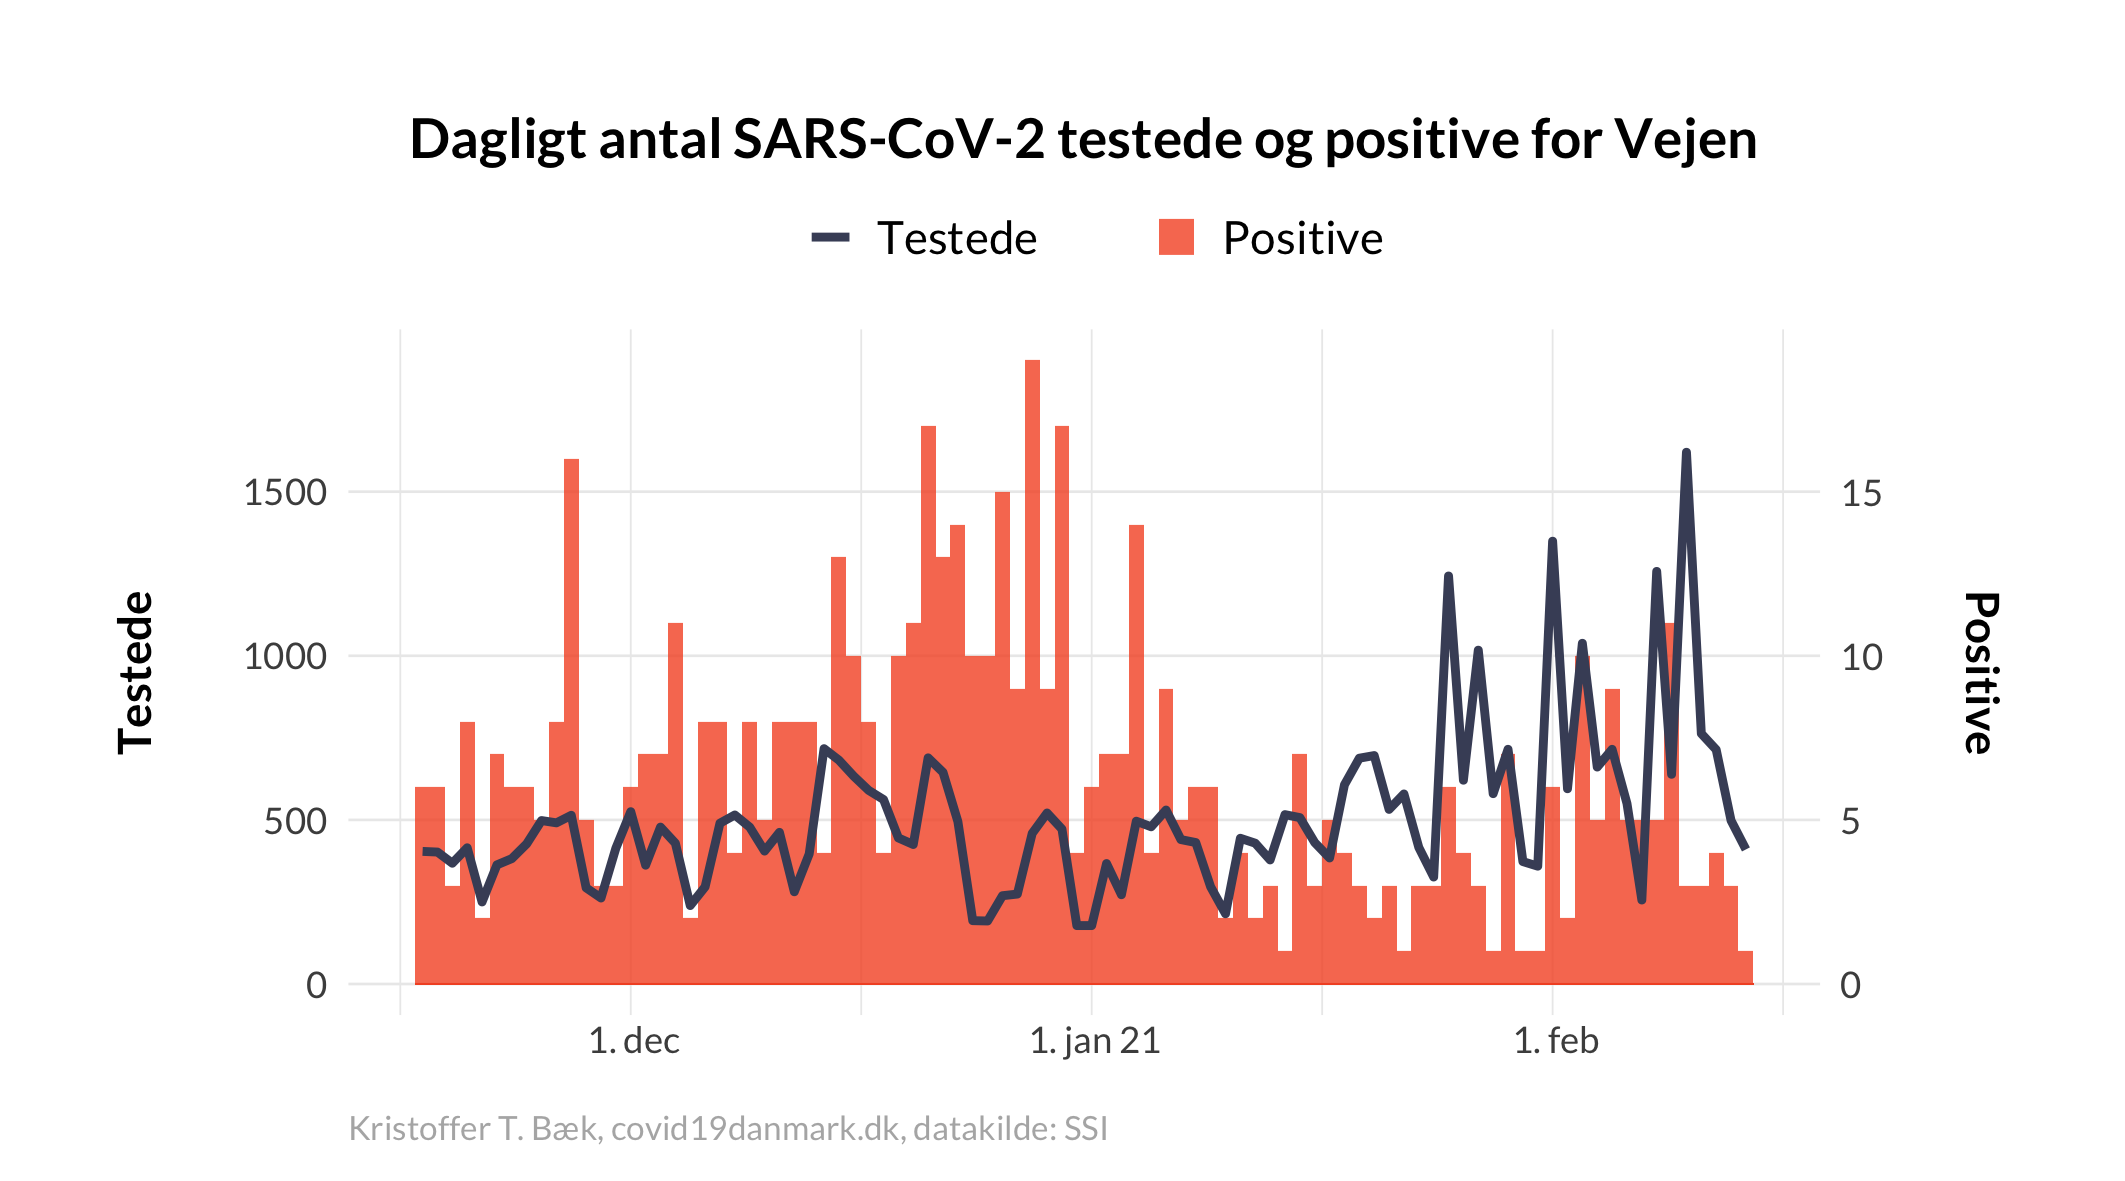 Dagligt antal SARS-CoV-2 testede og positive for Vejen
Testede Positive
1500 15
1000 10
500 5
0 0
Testede
Positive
1. dec 1. jan 21 1. feb
Kristoffer T. Bæk, covid19danmark.dk, datakilde: SSI